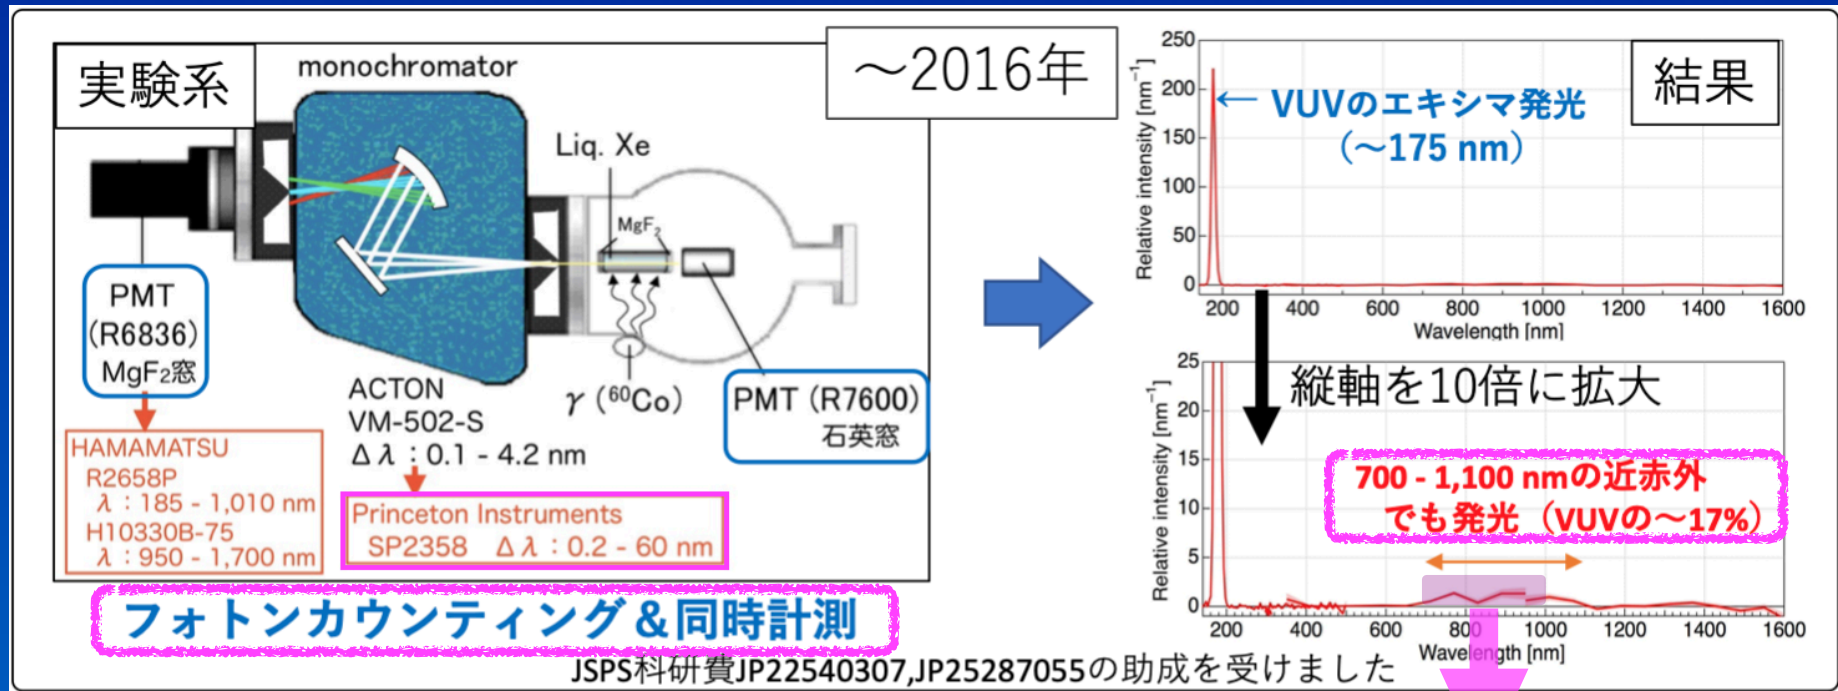 実験系
monochromator
~2016年
Liq. Xe
MgF₂
PMT
(R6836)
MgF₂窓
γ (⁶⁰Co)
PMT (R7600)
石英窓
ACTON
VM-502-S
Δλ：0.1 - 4.2 nm
HAMAMATSU
R2658P
λ：185 - 1,010 nm
H10330B-75
λ：950 - 1,700 nm
Princeton Instruments
SP2358 Δλ：0.2 - 60 nm
フォトンカウンティング＆同時計測
結果
Relative intensity [nm⁻¹]
250
200
150
100
50
0
← VUVのエキシマ発光
(~175 nm)
200 400 600 800 1000 1200 1400 1600
Wavelength [nm]
縦軸を10倍に拡大
Relative intensity [nm⁻¹]
25
20
15
10
5
0
700 - 1,100 nmの近赤外
でも発光（VUVの~17%）
200 400 600 800 1000 1200 1400 1600
Wavelength [nm]
JSPS科研費JP22540307,JP25287055の助成を受けました